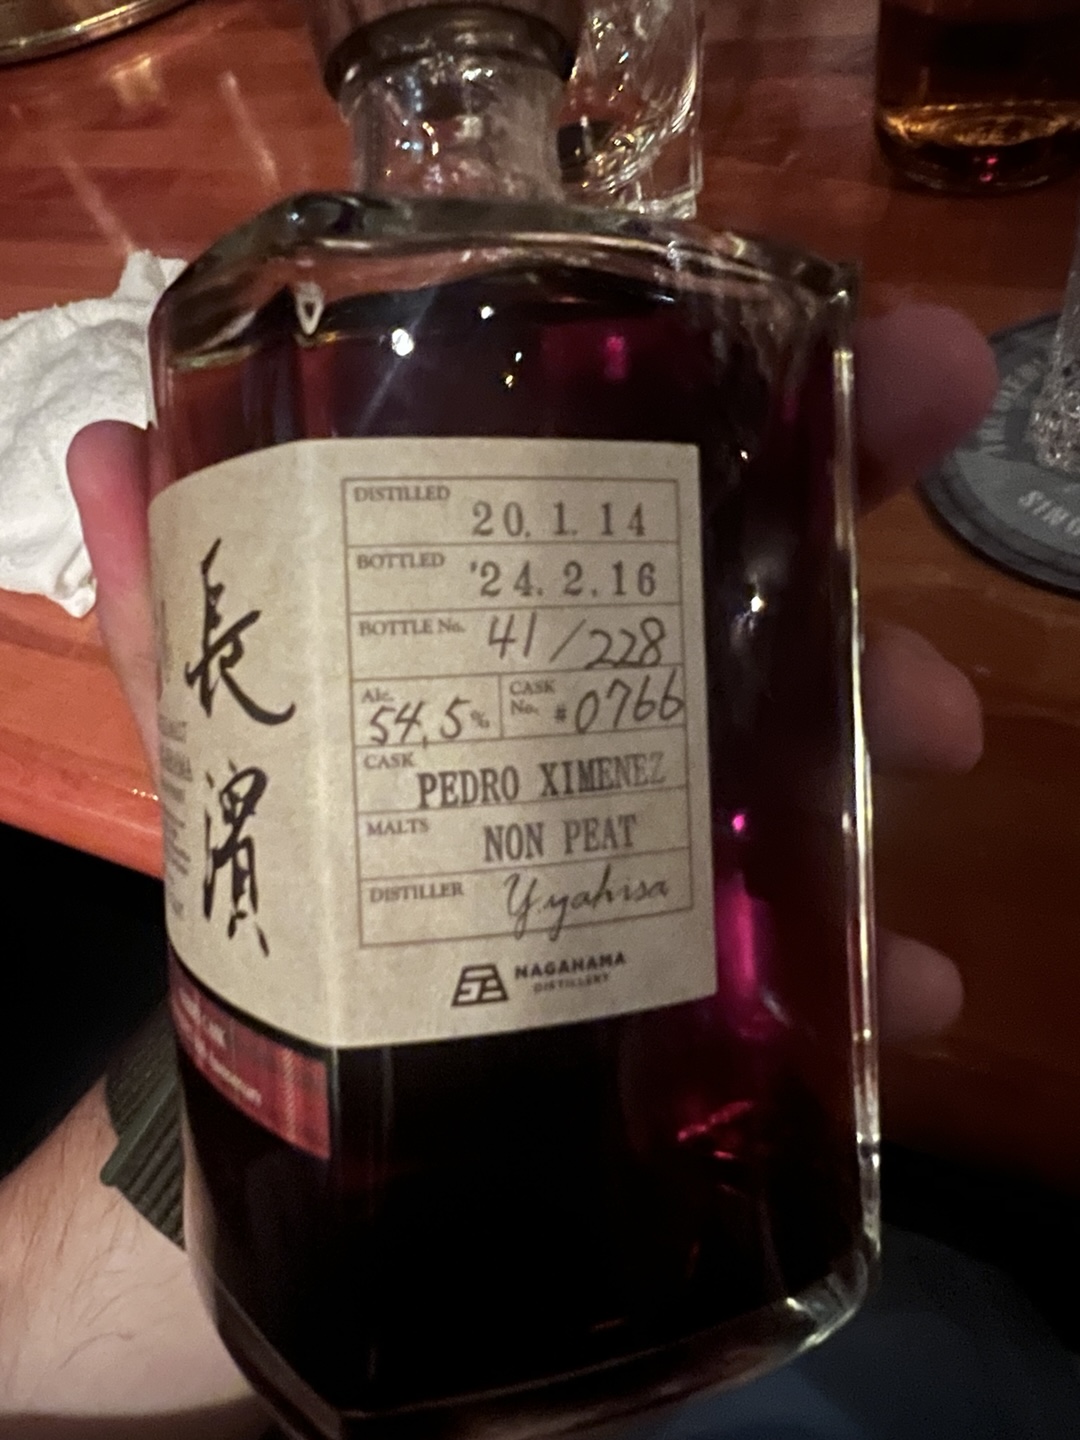 長
濱
DISTILLED 20. 1. 14
BOTTLED '24. 2. 16
BOTTLE No. 41/228
Alc. 54.5% CASK No. #0766
CASK PEDRO XIMENEZ
MALTS NON PEAT
DISTILLER Y.yahisa
NAGAHAMA
DISTILLERY